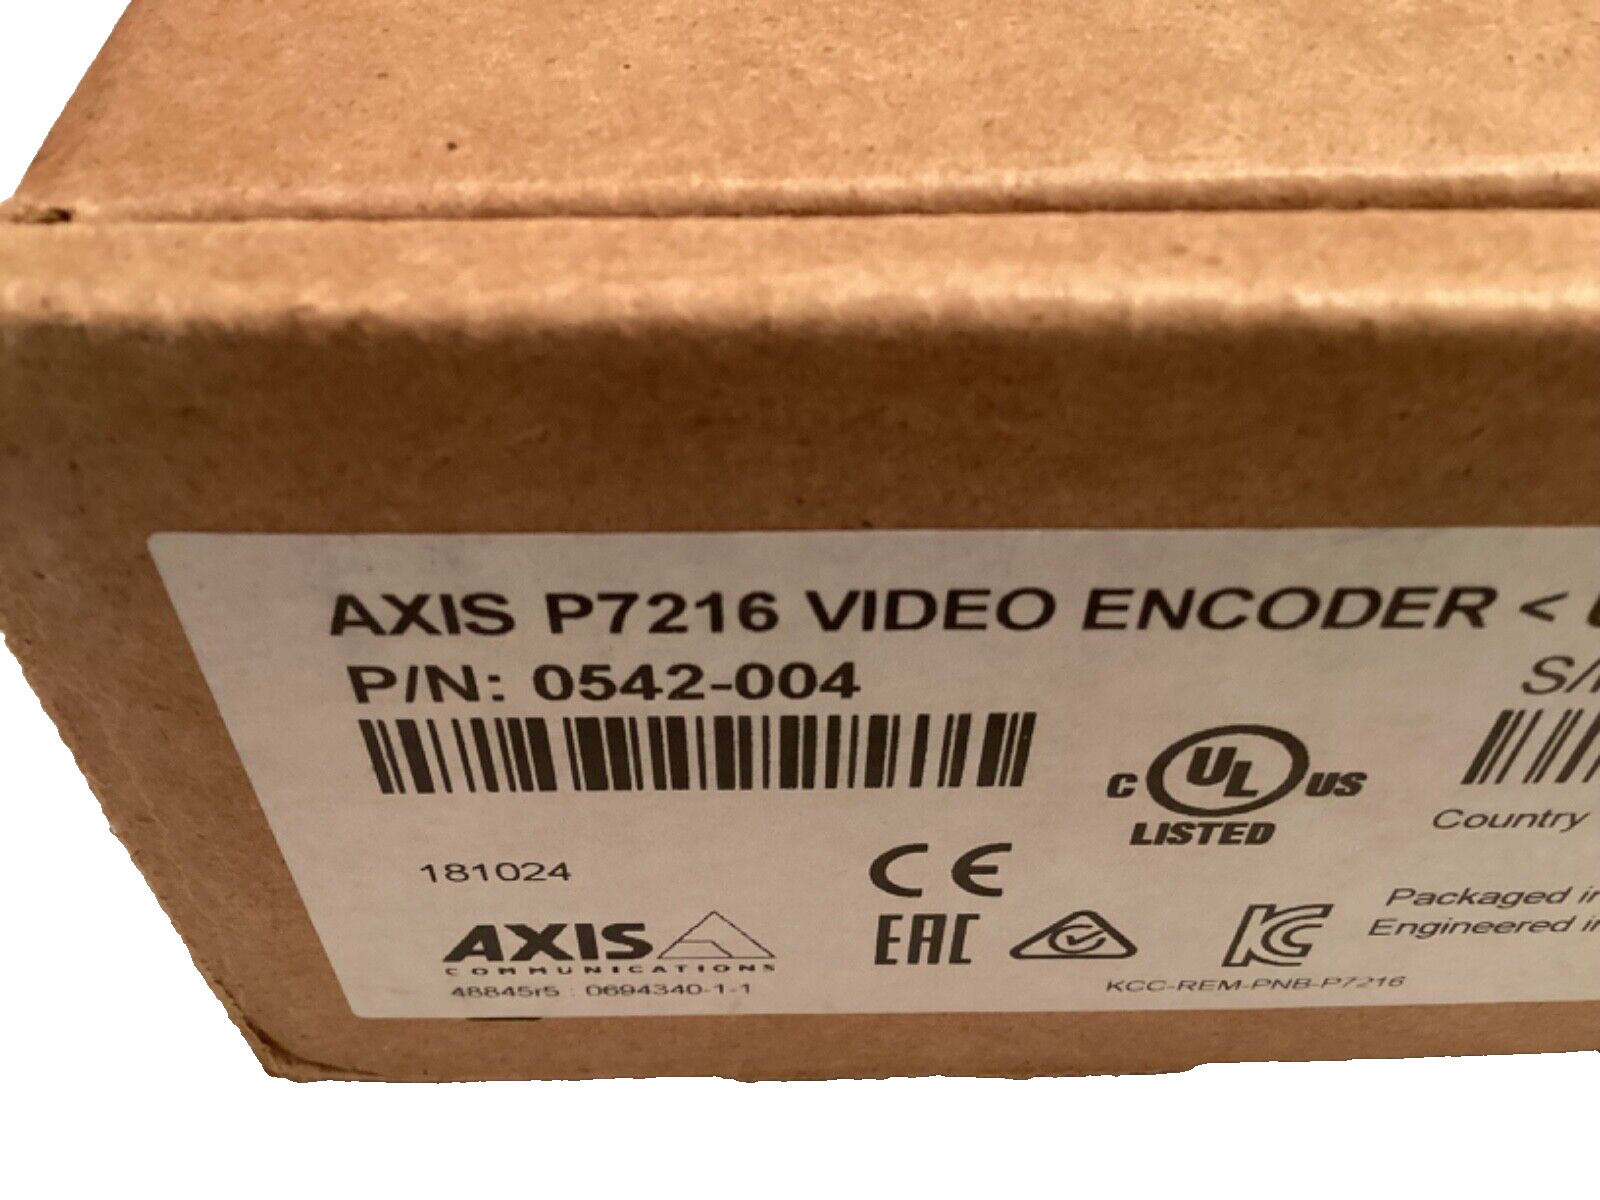 AXIS P7216 VIDEO ENCODER <
P/N: 0542-004
C UL US
LISTED
Country
181024
CE
Packaged
Engineered
AXIS
COMMUNICATIONS
EAC
KC
48845r5 : 0694340-1-1
KCC-REM-PNB-P7216